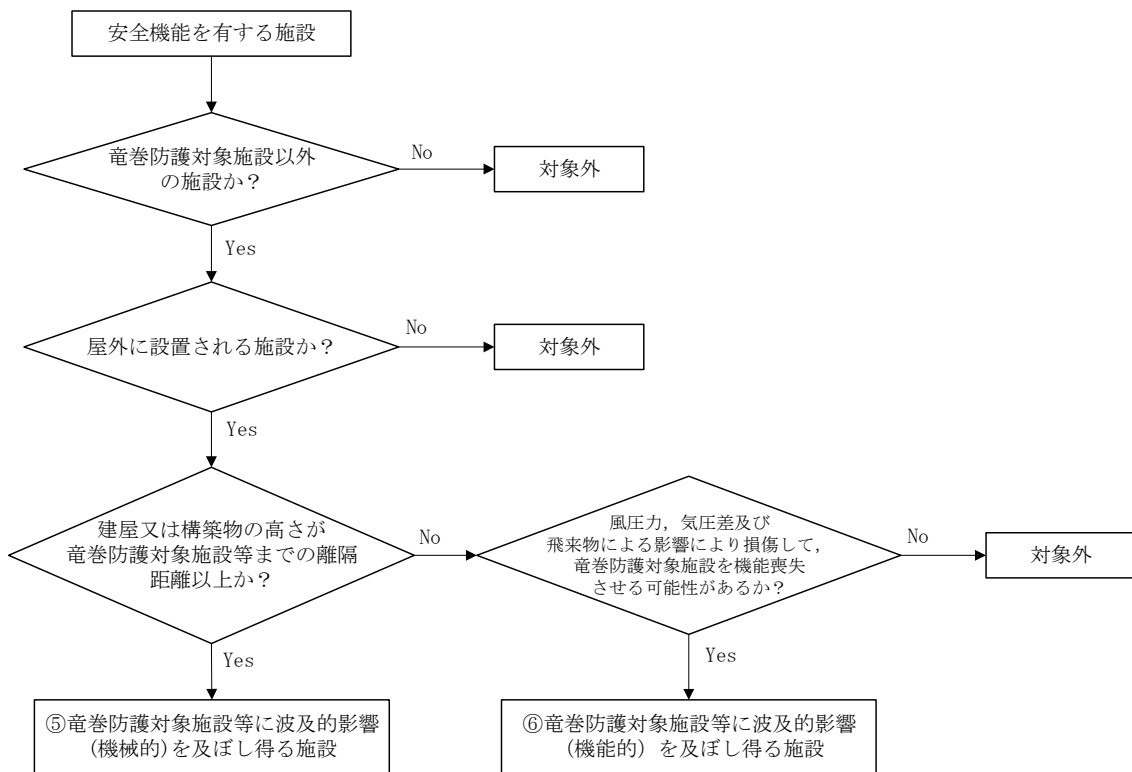 安全機能を有する施設
竜巻防護対象施設以外
の施設か？
No
対象外
Yes
屋外に設置される施設か？
No
対象外
Yes
建屋又は構築物の高さが
竜巻防護対象施設等までの離隔
距離以上か？
No
風圧力，気圧差及び
飛来物による影響により損傷して，
竜巻防護対象施設を機能喪失
させる可能性があるか？
No
対象外
Yes
Yes
⑤竜巻防護対象施設等に波及的影響
(機械的)を及ぼし得る施設
⑥竜巻防護対象施設等に波及的影響
(機能的) を及ぼし得る施設